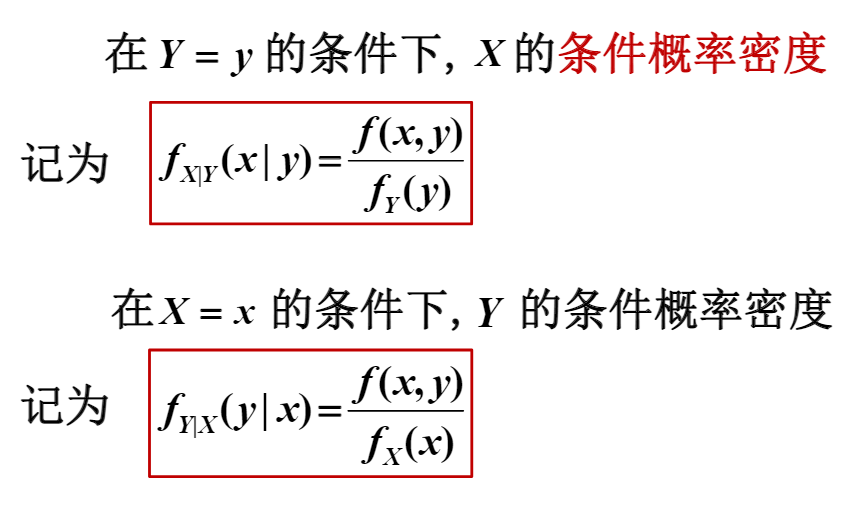 在 Y = y 的条件下, X 的条件概率密度
记为 f_{X|Y}(x|y) = \frac{f(x,y)}{f_Y(y)}
在 X = x 的条件下, Y 的条件概率密度
记为 f_{Y|X}(y|x) = \frac{f(x,y)}{f_X(x)}